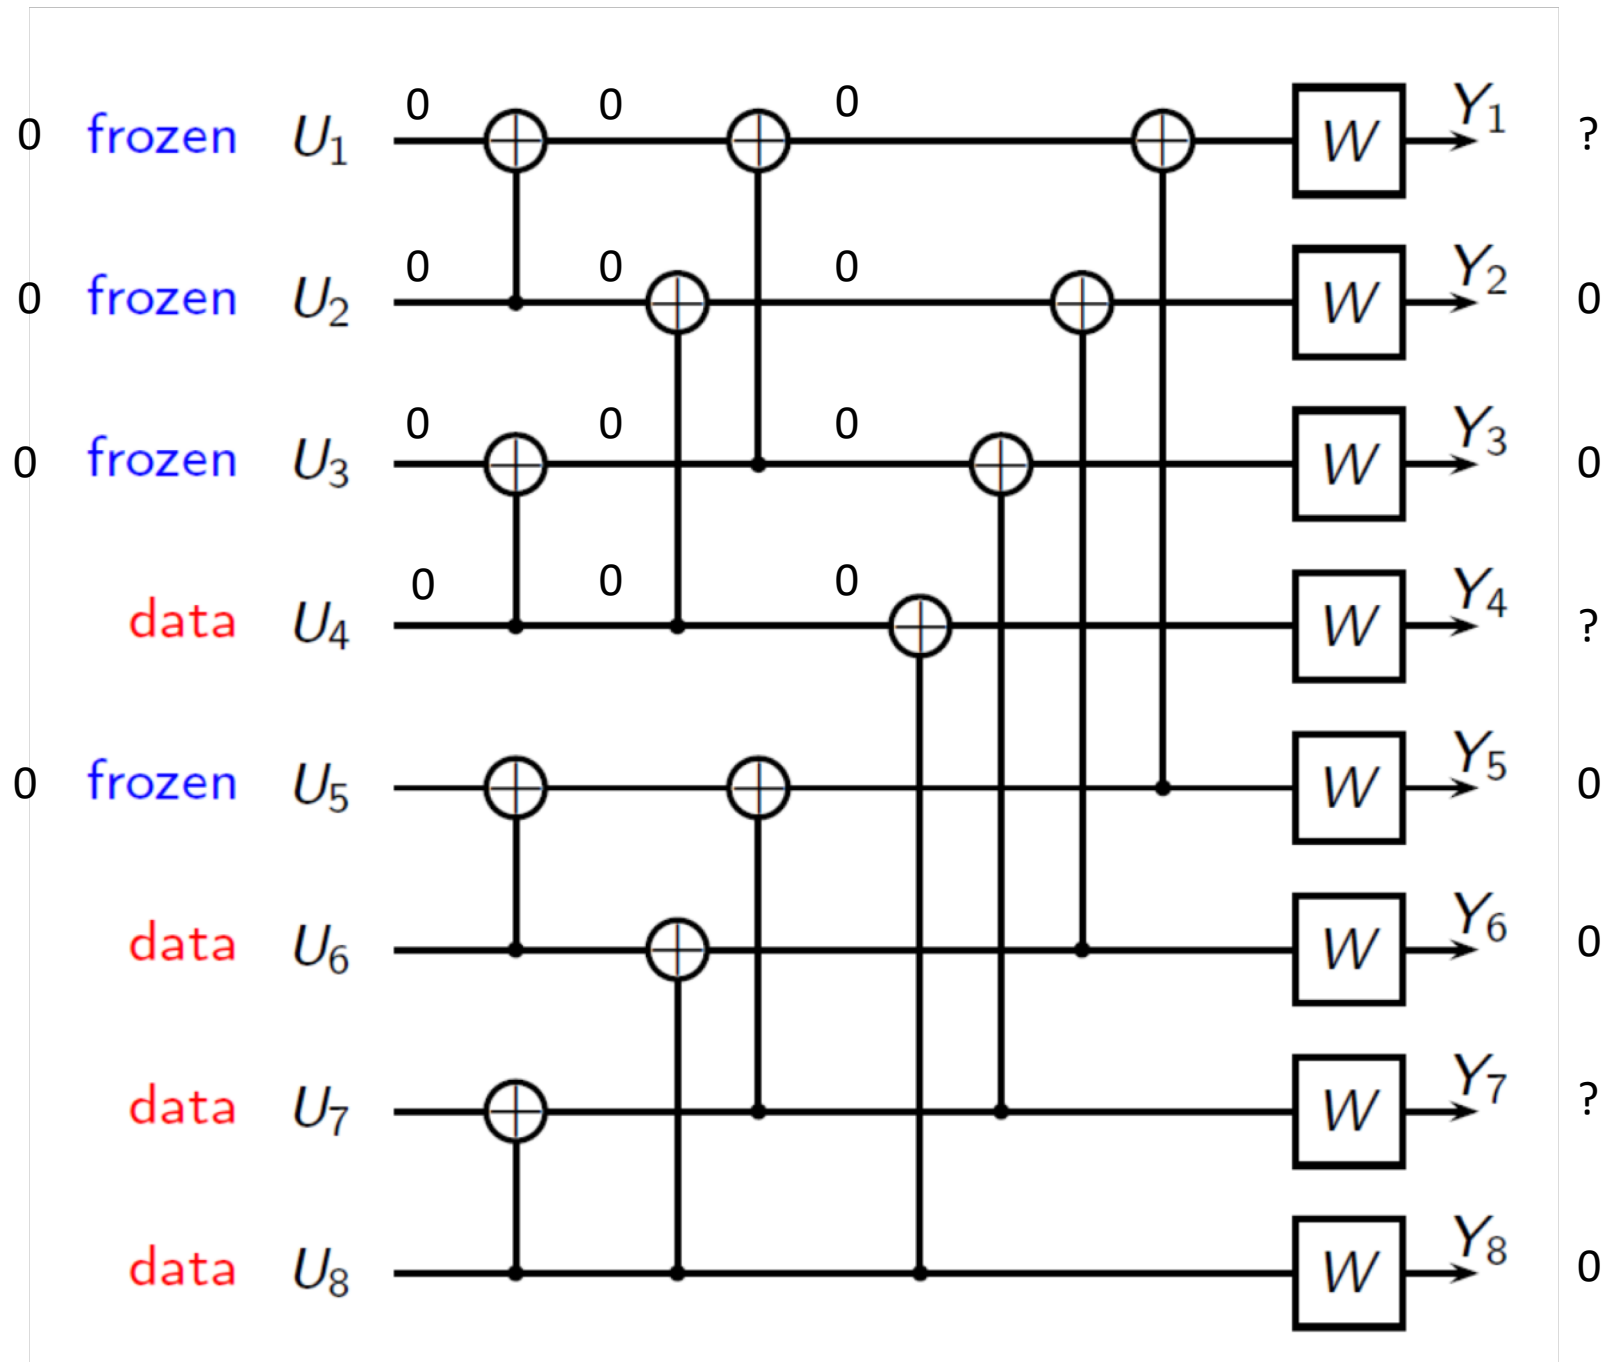 0 frozen U1 0 0 0 W Y1 ?
0 frozen U2 0 0 0 W Y2 0
0 frozen U3 0 0 0 W Y3 0
data U4 0 0 0 W Y4 ?
0 frozen U5 W Y5 0
data U6 W Y6 0
data U7 W Y7 ?
data U8 W Y8 0